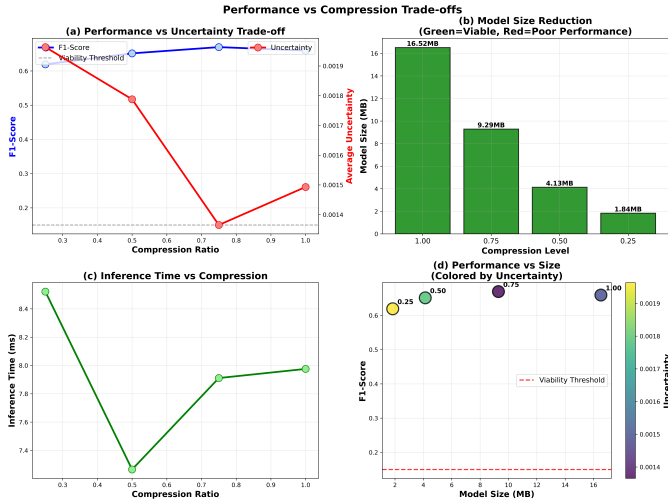 Performance vs Compression Trade-offs
(a) Performance vs Uncertainty Trade-off
F1-Score
Viability Threshold
Uncertainty
0.6
0.5
0.4
0.3
0.2
F1-Score
0.0019
0.0018
0.0017
0.0016
0.0015
0.0014
Average Uncertainty
0.3 0.4 0.5 0.6 0.7 0.8 0.9 1.0
Compression Ratio
(b) Model Size Reduction
(Green=Viable, Red=Poor Performance)
16
14
12
10
8
6
4
2
0
Model Size (MB)
16.52MB
9.29MB
4.13MB
1.84MB
1.00 0.75 0.50 0.25
Compression Level
(c) Inference Time vs Compression
8.4
8.2
8.0
7.8
7.6
7.4
Inference Time (ms)
0.3 0.4 0.5 0.6 0.7 0.8 0.9 1.0
Compression Ratio
(d) Performance vs Size
(Colored by Uncertainty)
0.6
0.5
0.4
0.3
0.2
F1-Score
0.25
0.50
0.75
1.00
Viability Threshold
2 4 6 8 10 12 14 16
Model Size (MB)
0.0019
0.0018
0.0017
0.0016
0.0015
0.0014
Uncertainty